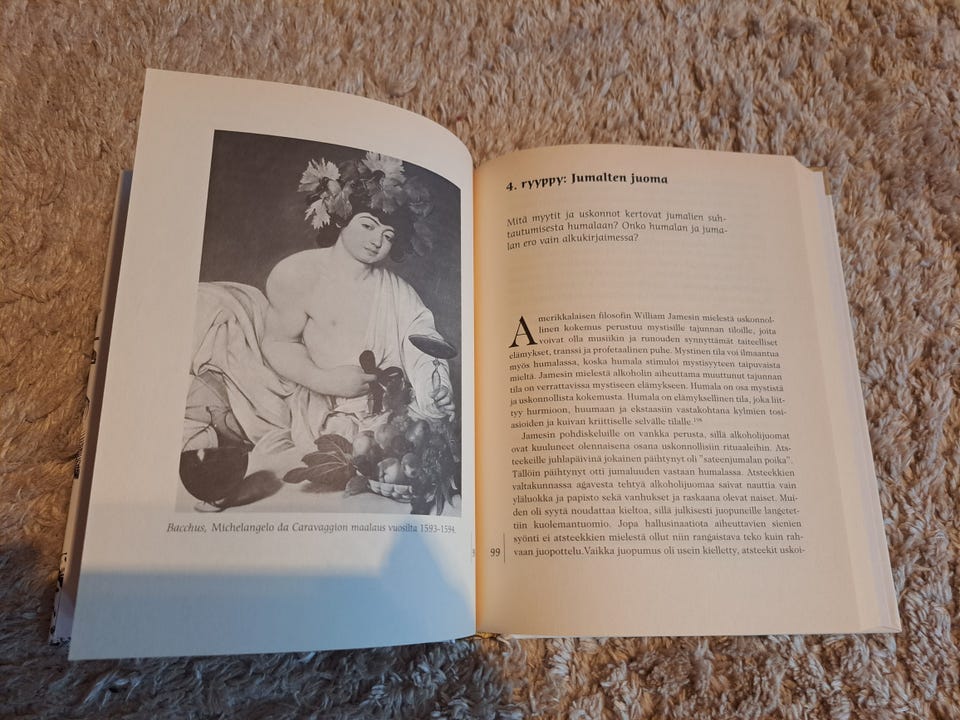 Bacchus, Michelangelo da Caravaggion maalaus vuosilta 1593-1594.
4. ryyppy: Jumalten juoma
Mitä myytit ja uskonnot kertovat jumalien suh-
tautumisesta humalaan? Onko humalan ja juma-
lan ero vain alkukirjaimessa?
Amerikkalaisen filosofin William Jamesin mielestä uskonnol-
linen kokemus perustuu mystisille tajunnan tiloille, joita
voivat olla musiikin ja runouden synnyttämät taiteelliset
elämykset, transsi ja profetaalinen puhe. Mystinen tila voi ilmaantua
myös humalassa, koska humala stimuloi mystisyyteen taipuvaista
mieltä. Jamesin mielestä alkoholin aiheuttama muuttunut tajunnan
tila on verrattavissa mystiseen elämykseen. Humala on osa mystistä
ja uskonnollista kokemusta. Humala on elämyksellinen tila, joka liit-
tyy hurmioon, huumaan ja ekstaasiin vastakohtana kylmien tosi-
asioiden ja kuivan kriittiselle selvälle tilalle.
Jamesin pohdiskeluille on vankka perusta, sillä alkoholijuomat
ovat kuuluneet olennaisena osana uskonnollisiin rituaaleihin. Ats-
teekeille juhlapäivinä jokainen päihtynyt oli "sateenjumalan poika".
Tällöin päihtynyt otti jumaluuden vastaan humalassa. Atsteekkien
valtakunnassa agavesta tehtyä alkoholijuomaa saivat nauttia vain
yläluokka ja papisto sekä vanhukset ja raskaana olevat naiset. Mui-
den oli syytä noudattaa kieltoa, sillä julkisesti juopuneille langetet-
tiin kuolemantuomio. Jopa hallusinaatiota aiheuttavien sienien
syönti ei atsteekkien mielestä ollut niin rangaistava teko kuin rah-
vaan juopottelu. Vaikka juopumus oli usein kielletty, atsteekit uskoi-
99